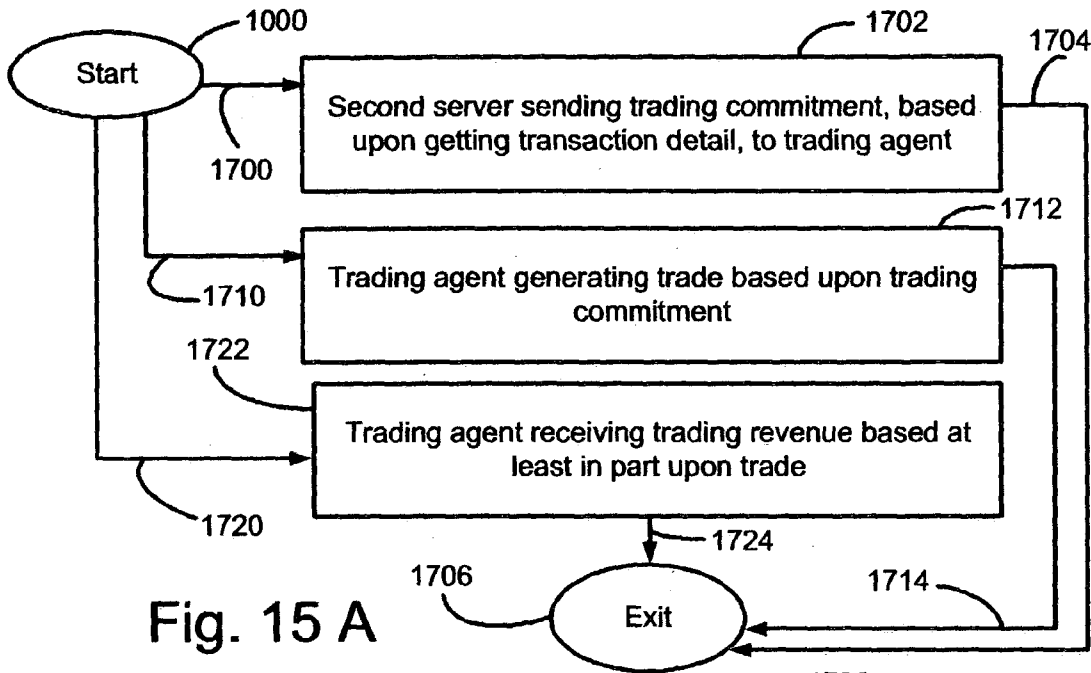 1000
1702
1704
Start
Second server sending trading commitment, based
upon getting transaction detail, to trading agent
1700
1712
Trading agent generating trade based upon trading
commitment
1710
1722
Trading agent receiving trading revenue based at
least in part upon trade
1720
1724
1706
1714
Exit
Fig. 15 A